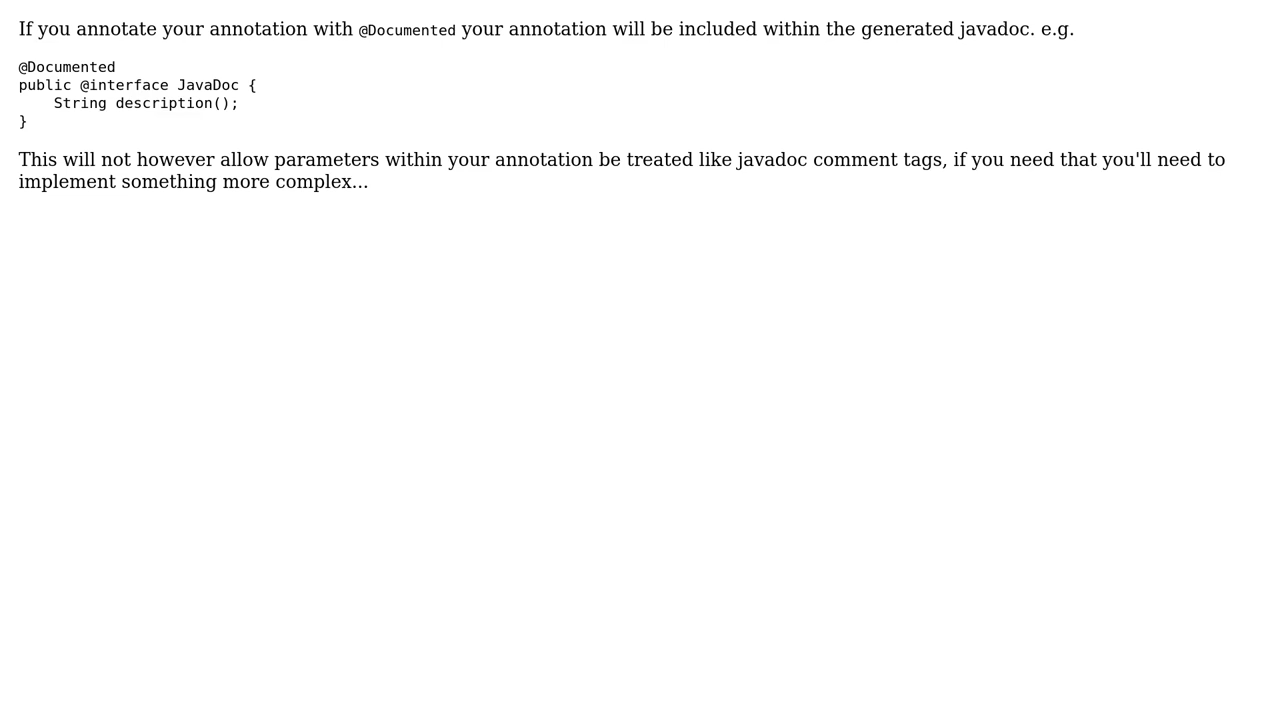 If you annotate your annotation with @Documented your annotation will be included within the generated javadoc. e.g.
@Documented
public @interface JavaDoc {
    String description();
}
This will not however allow parameters within your annotation be treated like javadoc comment tags, if you need that you'll need to
implement something more complex...